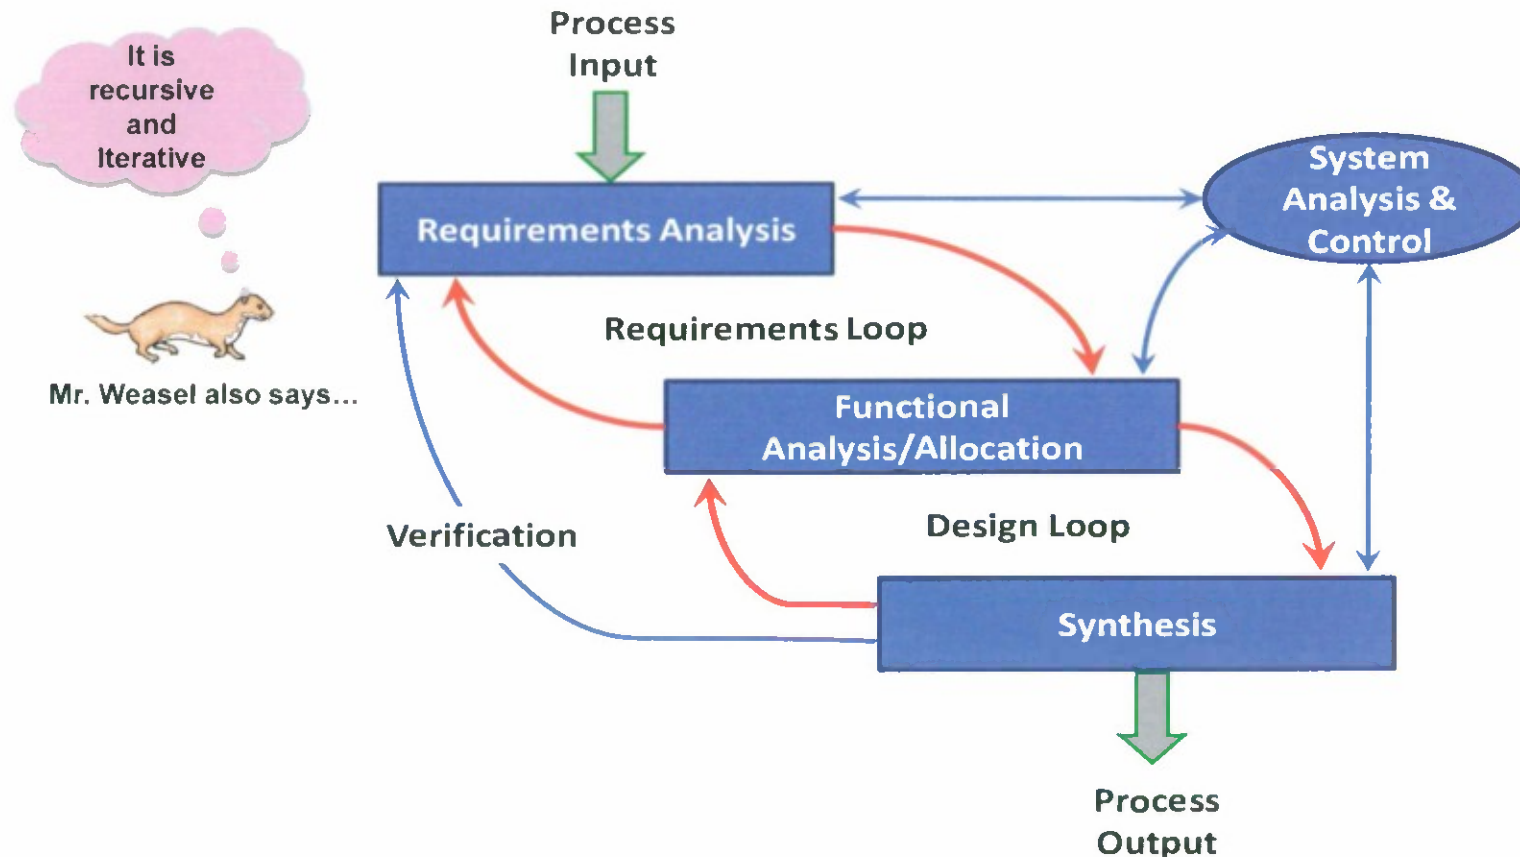 It is
recursive
and
Iterative
Mr. Weasel also says...
Process
Input
Requirements Analysis
System
Analysis &
Control
Requirements Loop
Functional
Analysis/Allocation
Verification
Design Loop
Synthesis
Process
Output